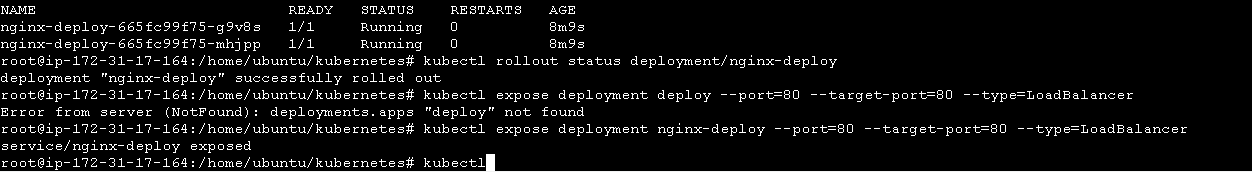 NAME READY STATUS RESTARTS AGE
nginx-deploy-665fc99f75-g9v8s 1/1 Running 0 8m9s
nginx-deploy-665fc99f75-mhjpp 1/1 Running 0 8m9s
root@ip-172-31-17-164:/home/ubuntu/kubernetes# kubectl rollout status deployment/nginx-deploy
deployment "nginx-deploy" successfully rolled out
root@ip-172-31-17-164:/home/ubuntu/kubernetes# kubectl expose deployment deploy --port=80 --target-port=80 --type=LoadBalancer
Error from server (NotFound): deployments.apps "deploy" not found
root@ip-172-31-17-164:/home/ubuntu/kubernetes# kubectl expose deployment nginx-deploy --port=80 --target-port=80 --type=LoadBalancer
service/nginx-deploy exposed
root@ip-172-31-17-164:/home/ubuntu/kubernetes# kubectl